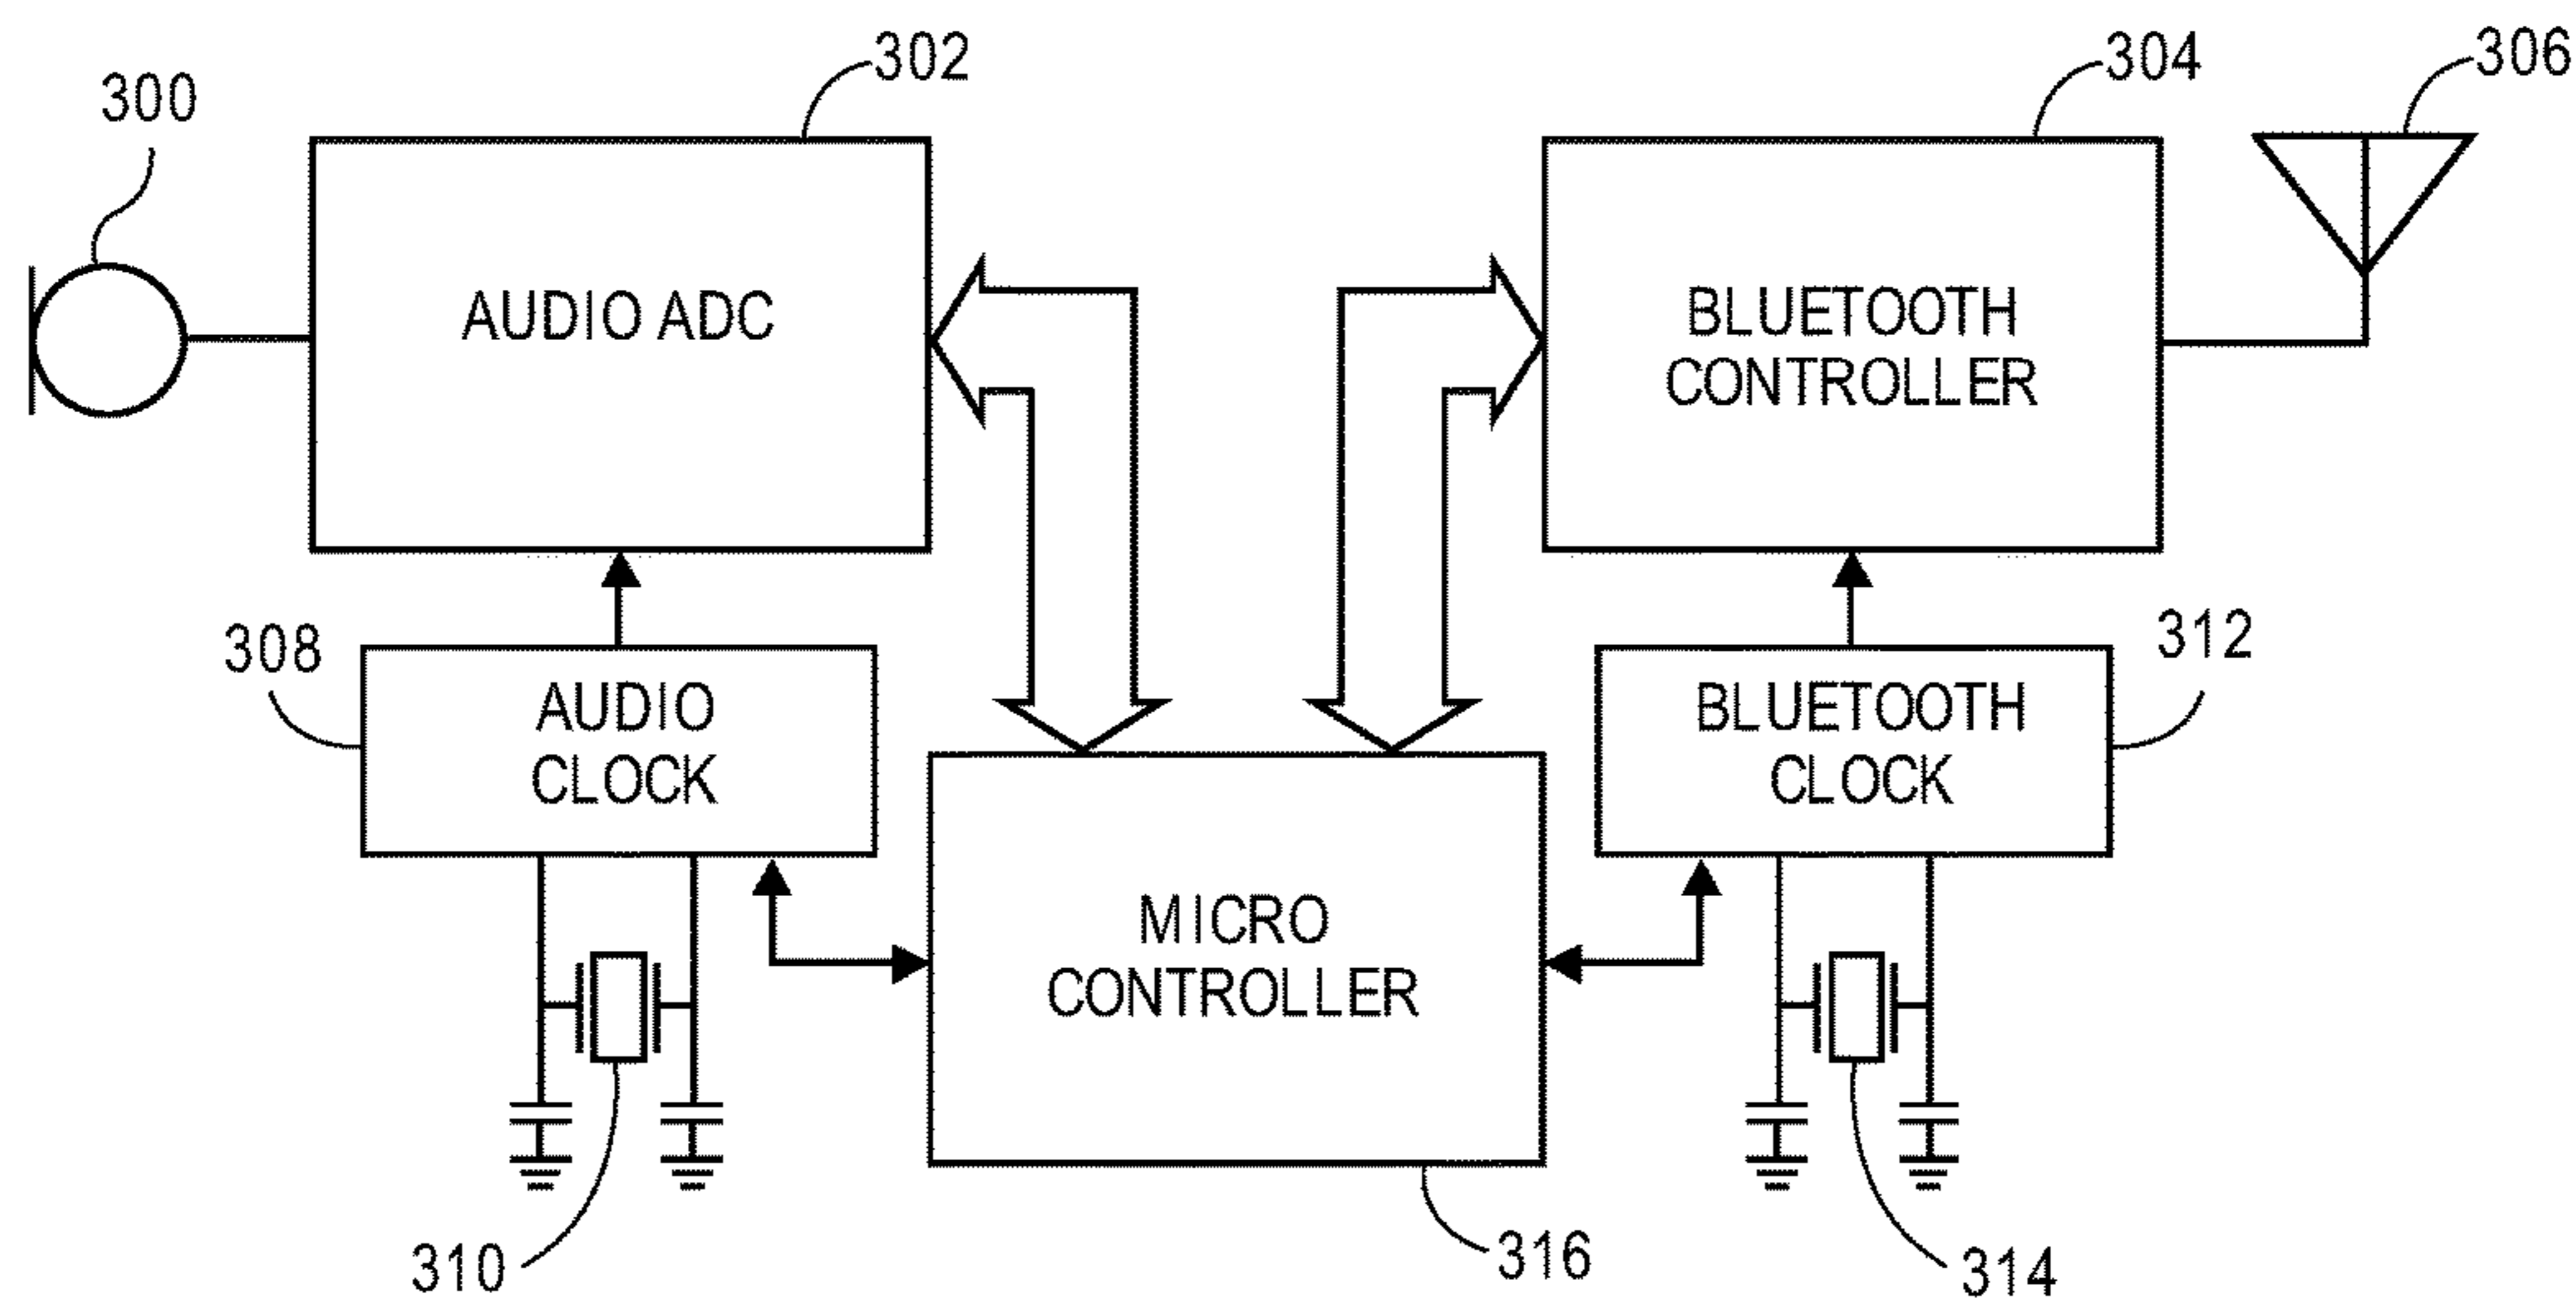 300
302
304
306
AUDIO ADC
BLUETOOTH
CONTROLLER
308
AUDIO
CLOCK
312
BLUETOOTH
CLOCK
MICRO
CONTROLLER
310
316
314